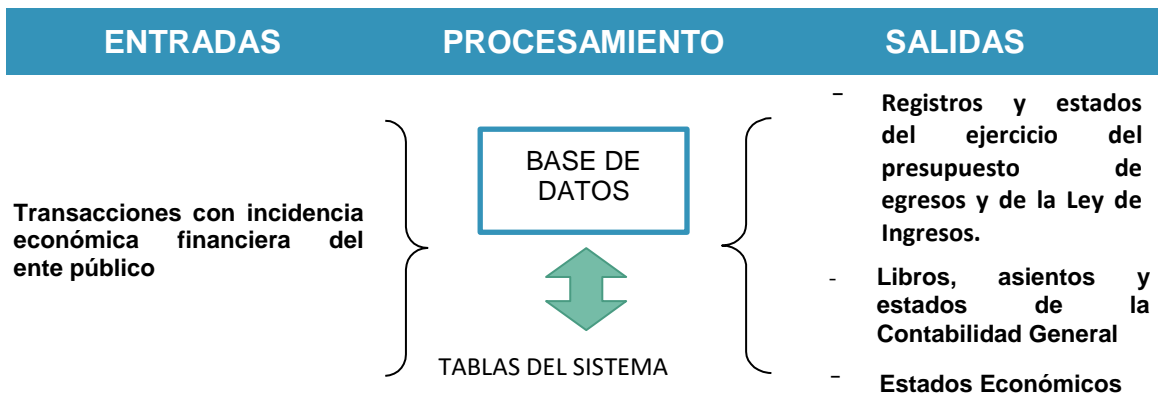 ENTRADAS PROCESAMIENTO SALIDAS
Transacciones con incidencia
económica financiera del
ente público
BASE DE
DATOS
TABLAS DEL SISTEMA
- Registros y estados
del ejercicio del
presupuesto de
egresos y de la Ley de
Ingresos.
- Libros, asientos y
estados de la
Contabilidad General
- Estados Económicos